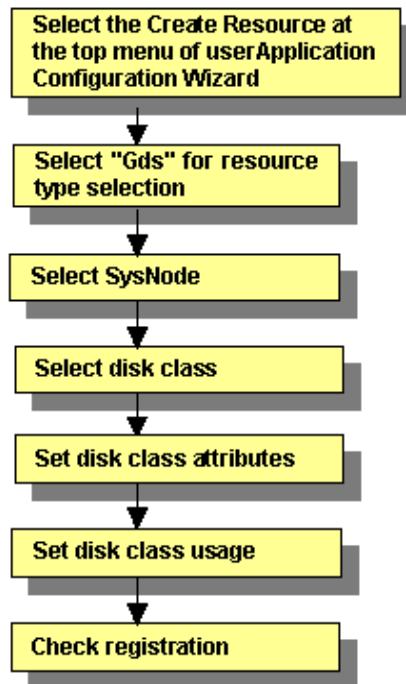 Select the Create Resource at
the top menu of userApplication
Configuration Wizard
Select "Gds" for resource
type selection
Select SysNode
Select disk class
Set disk class attributes
Set disk class usage
Check registration